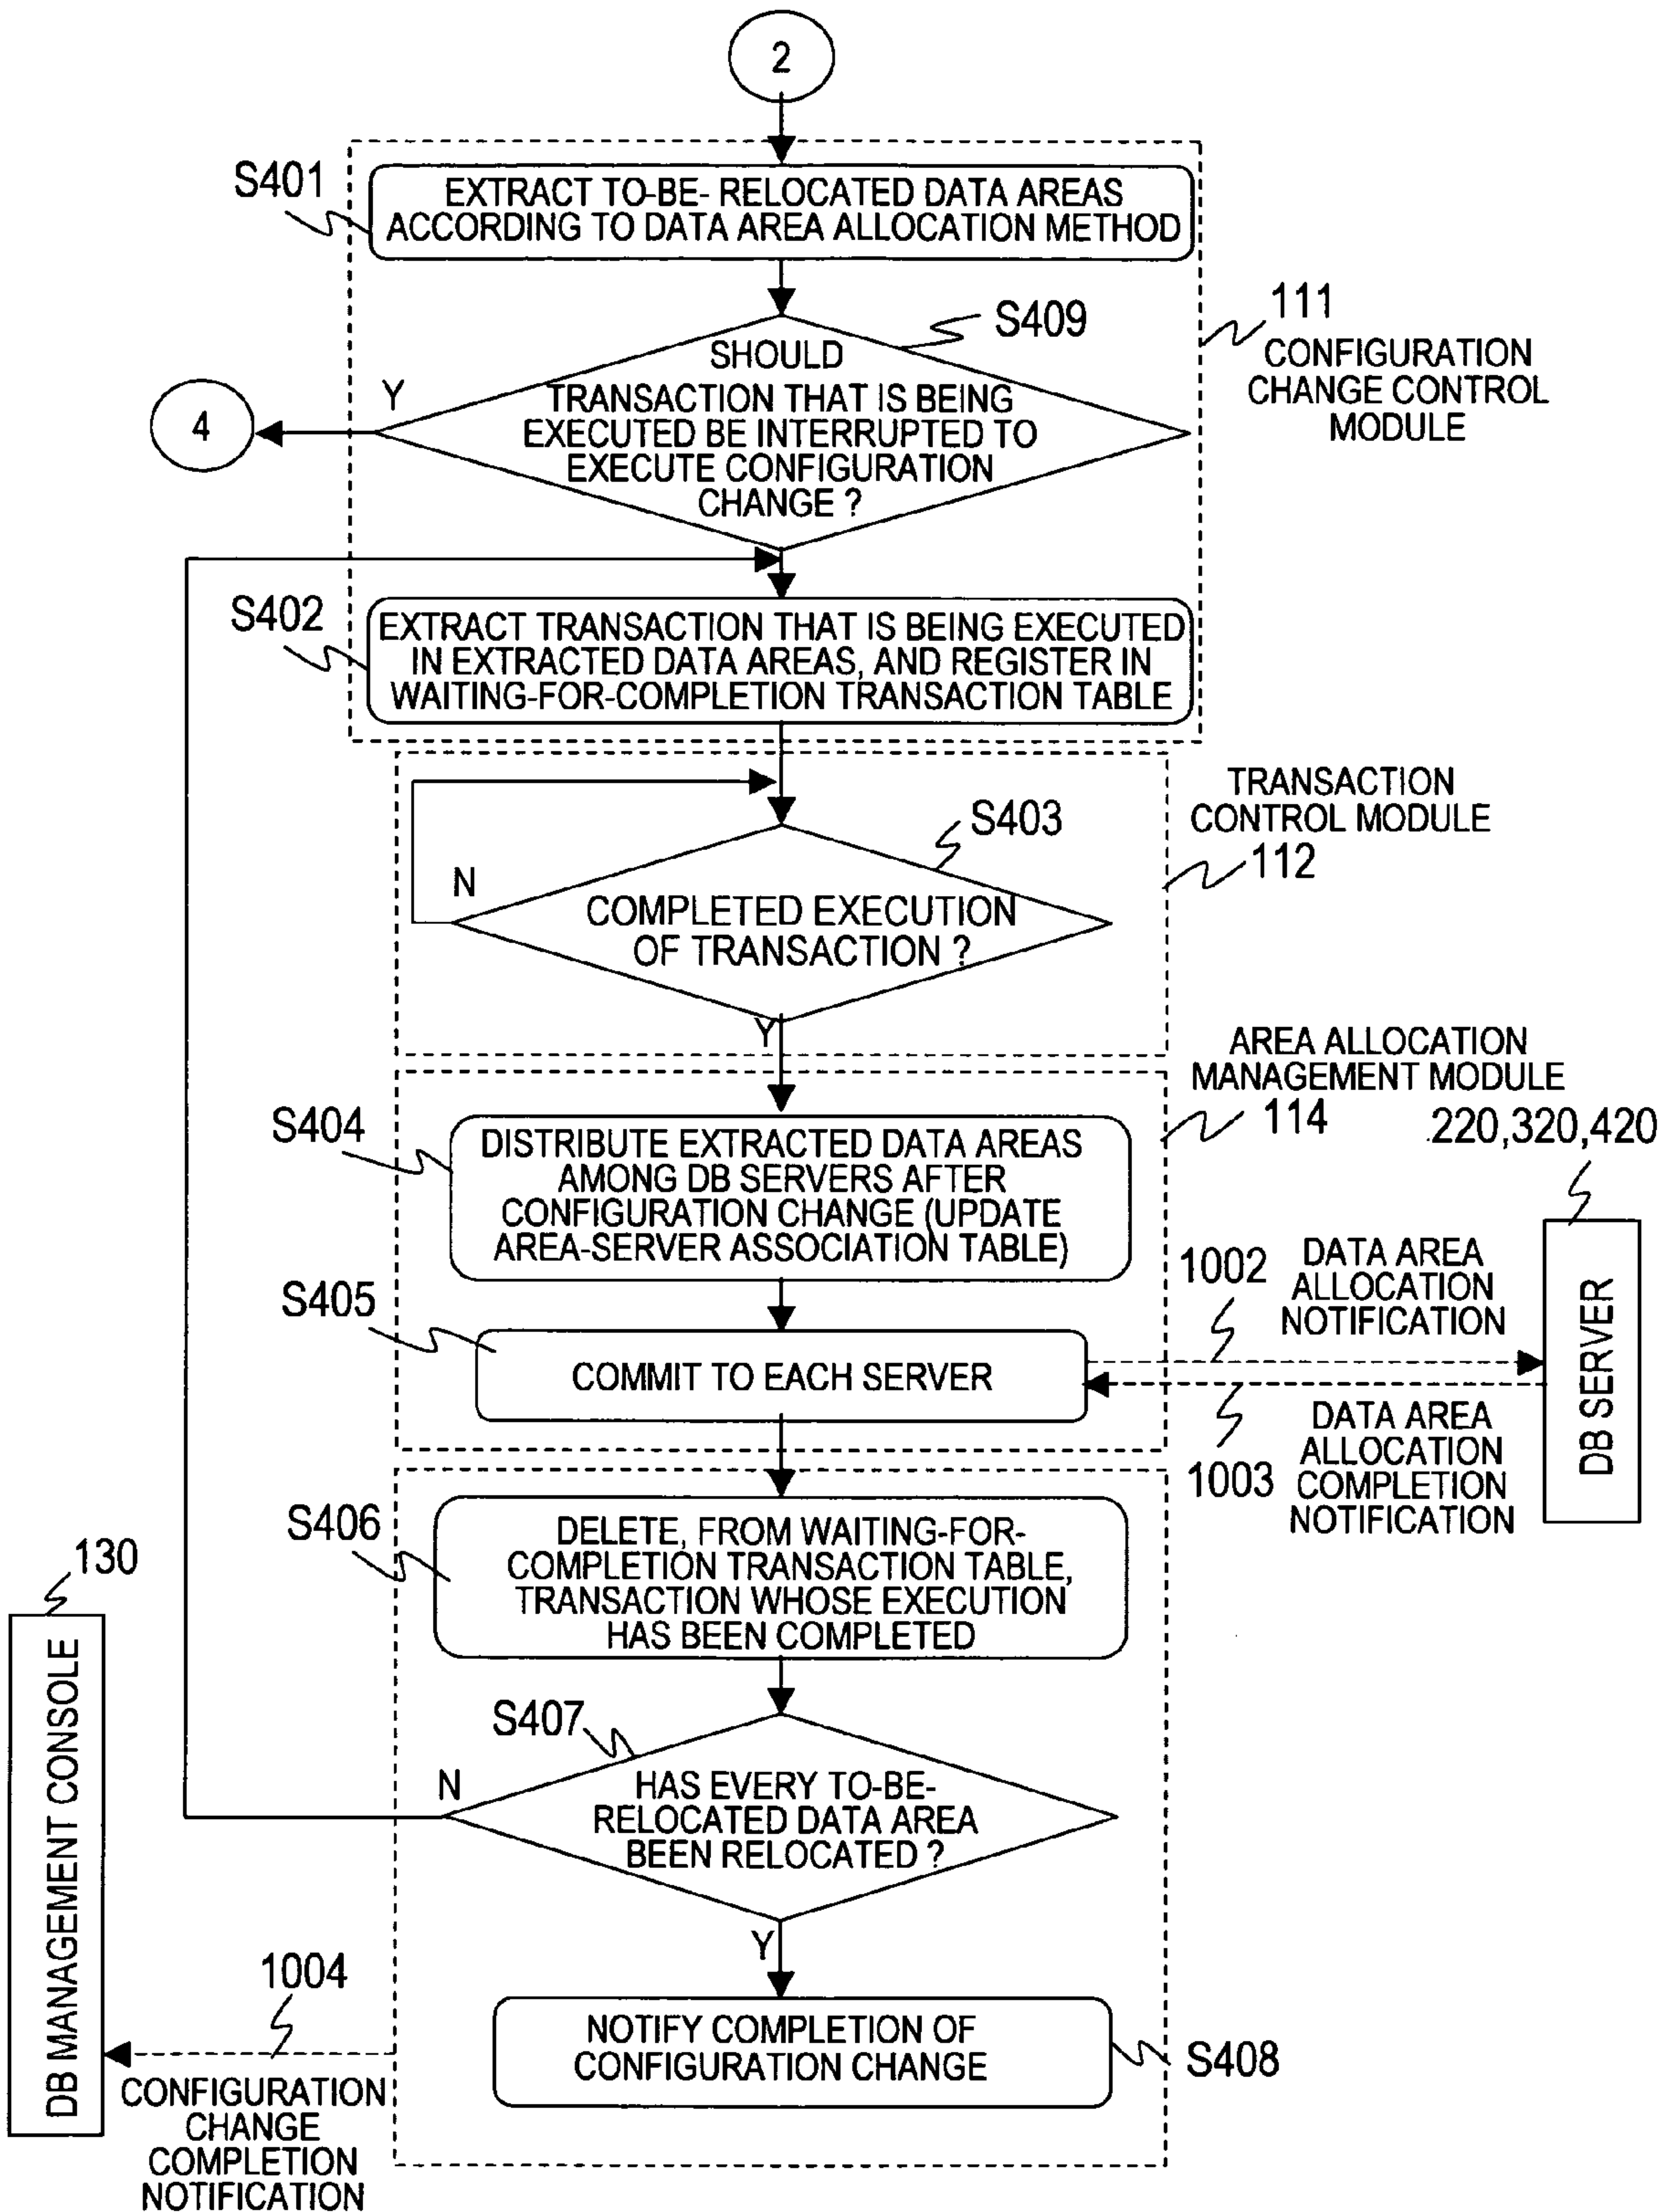 2
S401
EXTRACT TO-BE- RELOCATED DATA AREAS
ACCORDING TO DATA AREA ALLOCATION METHOD
S409
111
CONFIGURATION
CHANGE CONTROL
MODULE
SHOULD
TRANSACTION THAT IS BEING
EXECUTED BE INTERRUPTED TO
EXECUTE CONFIGURATION
CHANGE ?
Y
4
S402
EXTRACT TRANSACTION THAT IS BEING EXECUTED
IN EXTRACTED DATA AREAS, AND REGISTER IN
WAITING-FOR-COMPLETION TRANSACTION TABLE
TRANSACTION
CONTROL MODULE
112
S403
N
COMPLETED EXECUTION
OF TRANSACTION ?
Y
AREA ALLOCATION
MANAGEMENT MODULE
114
220,320,420
S404
DISTRIBUTE EXTRACTED DATA AREAS
AMONG DB SERVERS AFTER
CONFIGURATION CHANGE (UPDATE
AREA-SERVER ASSOCIATION TABLE)
S405
COMMIT TO EACH SERVER
1002
DATA AREA
ALLOCATION
NOTIFICATION
DB SERVER
1003
DATA AREA
ALLOCATION
COMPLETION
NOTIFICATION
S406
DELETE, FROM WAITING-FOR-
COMPLETION TRANSACTION TABLE,
TRANSACTION WHOSE EXECUTION
HAS BEEN COMPLETED
130
DB MANAGEMENT CONSOLE
S407
N
HAS EVERY TO-BE-
RELOCATED DATA AREA
BEEN RELOCATED ?
Y
1004
CONFIGURATION
CHANGE
COMPLETION
NOTIFICATION
NOTIFY COMPLETION OF
CONFIGURATION CHANGE
S408